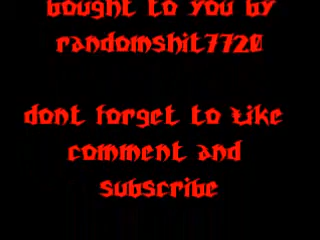 bought to you by
randomshit7720
dont forget to like
comment and
subscribe